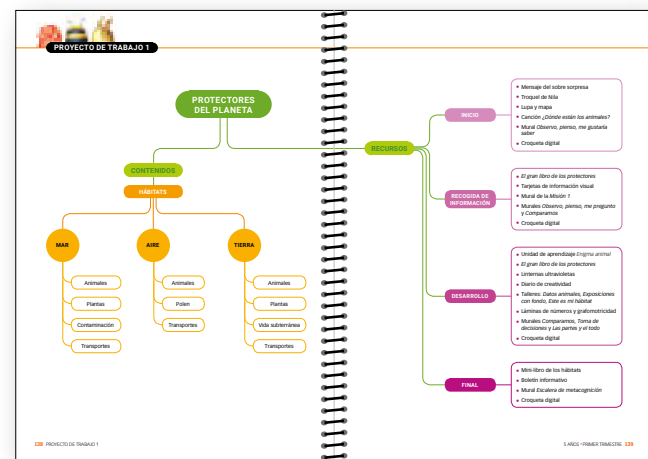 PROYECTO DE TRABAJO 1
PROTECTORES
DEL PLANETA
CONTENIDOS
HÁBITATS
MAR
Animales
Plantas
Contaminación
Transportes
AIRE
Animales
Polen
Transportes
TIERRA
Animales
Plantas
Vida subterránea
Transportes
RECURSOS
INICIO
• Mensaje del sobre sorpresa
• Troquel de Nila
• Lupa y mapa
• Canción ¿Dónde están los animales?
• Mural Observo, pienso, me gustaría
saber
• Croqueta digital
RECOGIDA DE
INFORMACIÓN
• El gran libro de los protectores
• Tarjetas de información visual
• Mural de la Misión 1
• Murales Observo, pienso, me pregunto
y Comparamos
• Croqueta digital
DESARROLLO
• Unidad de aprendizaje Enigma animal
• El gran libro de los protectores
• Linternas ultravioletas
• Diario de creatividad
• Talleres: Datos animales, Exposiciones
con fondo, Este es mi hábitat
• Láminas de números y grafomotricidad
• Murales Comparamos, Toma de
decisiones y Las partes y el todo
• Croqueta digital
FINAL
• Mini-libro de los hábitats
• Boletín informativo
• Mural Escalera de metacognición
• Croqueta digital
138 PROYECTO DE TRABAJO 1
5 AÑOS • PRIMER TRIMESTRE 139